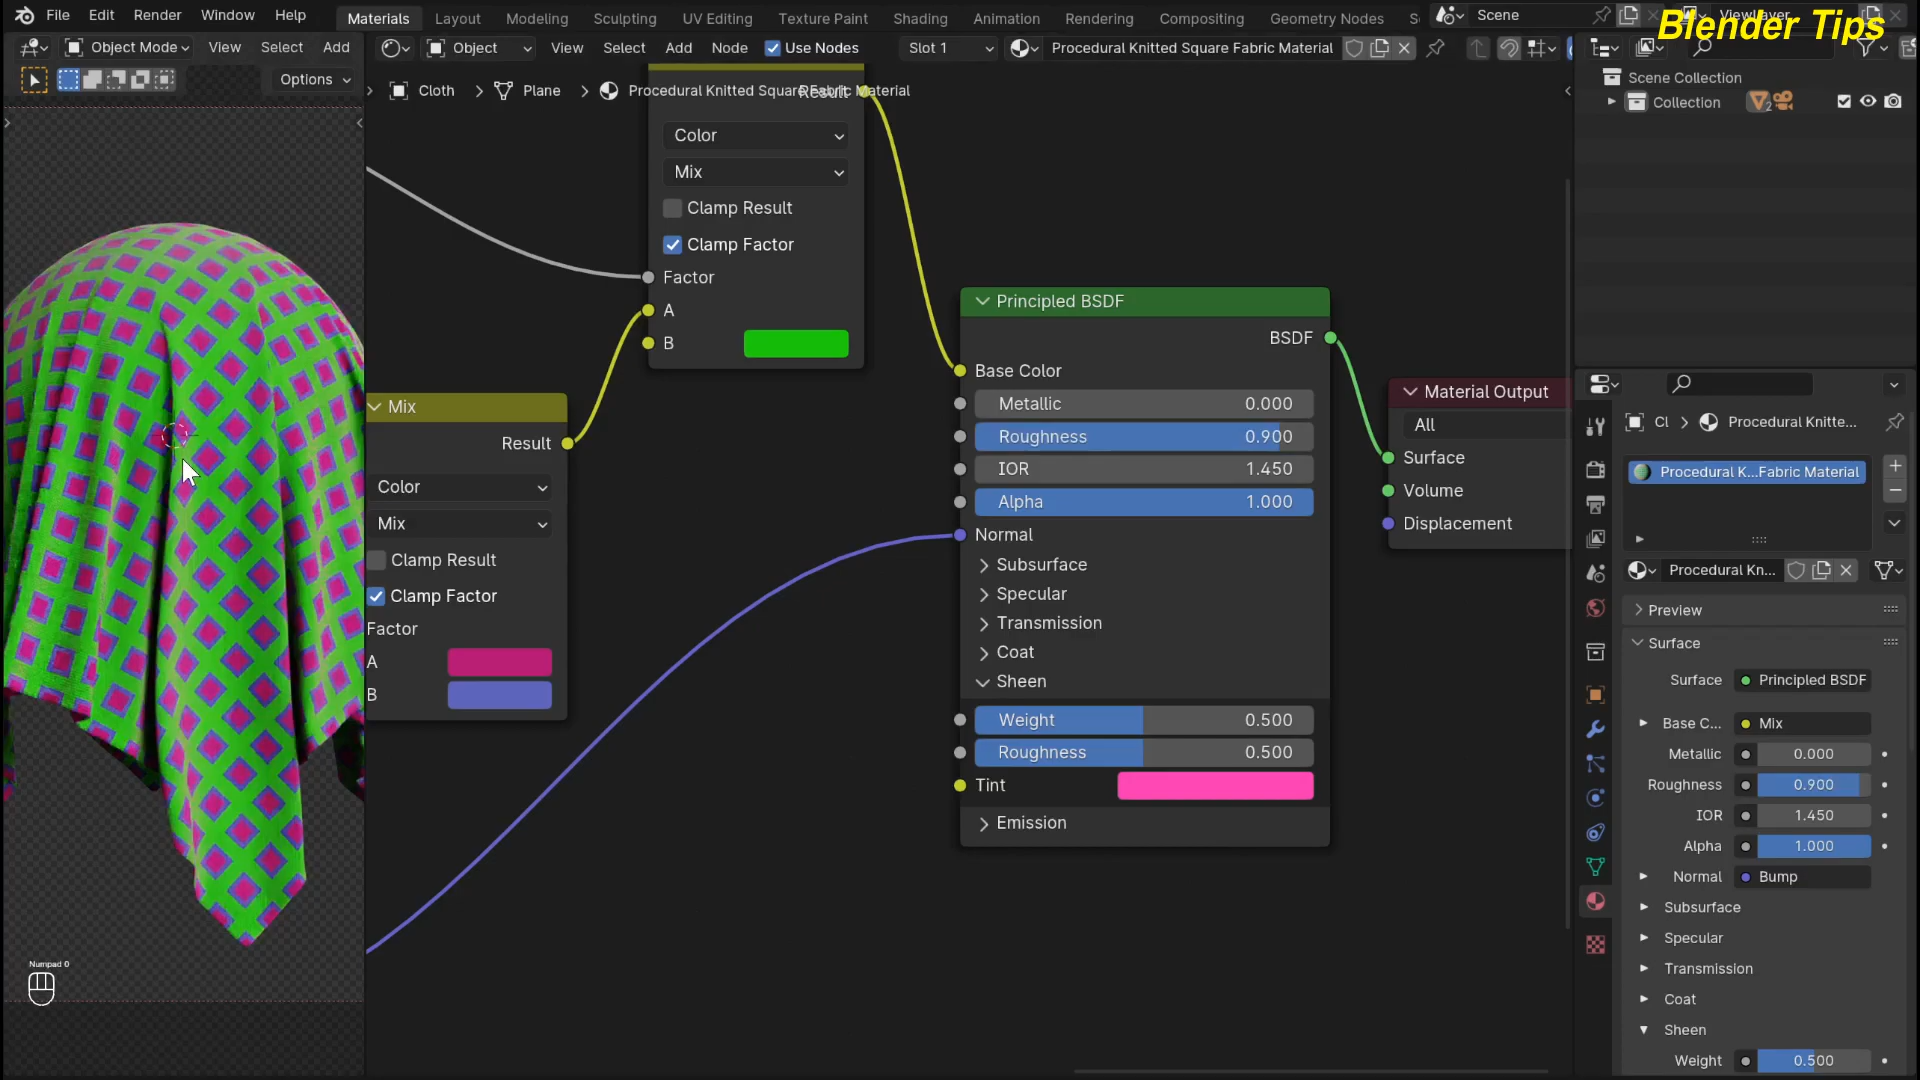 File Edit Render Window Help Materials Layout Modeling Sculpting UV Editing Texture Paint Shading Animation Rendering Compositing Geometry Nodes Scene ViewLayer
Blender Tips
Object Mode View Select Add Object View Select Add Node Use Nodes Slot 1 Procedural Knitted Square Fabric Material
Options
Cloth Plane Procedural Knitted Square Fabric Material
Result
Color
Mix
Clamp Result
Clamp Factor
Factor
A
B
Mix
Result
Color
Mix
Clamp Result
Clamp Factor
Factor
A
B
Principled BSDF
BSDF
Base Color
Metallic 0.000
Roughness 0.900
IOR 1.450
Alpha 1.000
Normal
Subsurface
Specular
Transmission
Coat
Sheen
Weight 0.500
Roughness 0.500
Tint
Emission
Material Output
All
Surface
Volume
Displacement
Scene Collection
Collection 2
Cl Procedural Knitte...
Procedural K...Fabric Material
Procedural Kn...
Preview
Surface
Surface Principled BSDF
Base C... Mix
Metallic 0.000
Roughness 0.900
IOR 1.450
Alpha 1.000
Normal Bump
Subsurface
Specular
Transmission
Coat
Sheen
Weight 0.500
Numpad 0